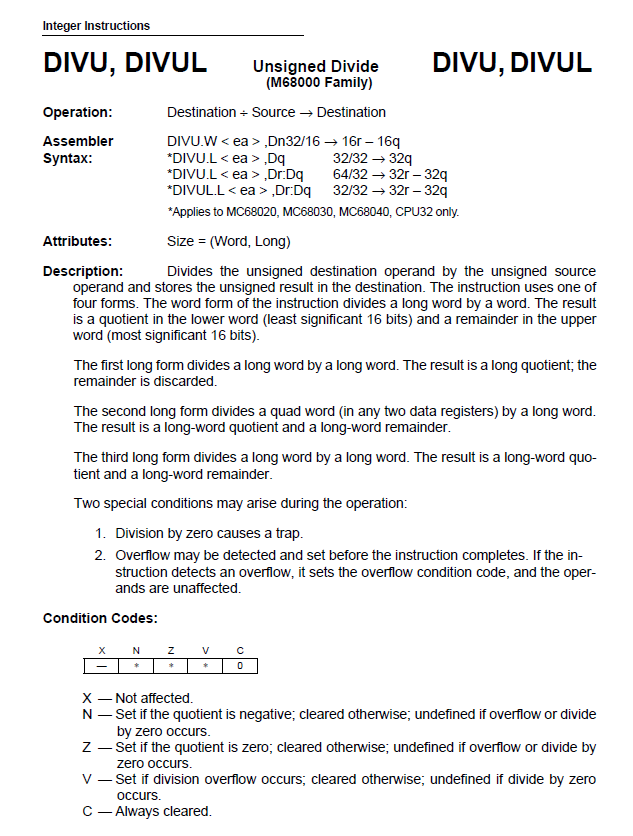 Integer Instructions
DIVU, DIVUL Unsigned Divide DIVU, DIVUL
(M68000 Family)
Operation: Destination ÷ Source → Destination
Assembler DIVU.W < ea > ,Dn32/16 → 16r – 16q
Syntax: *DIVU.L < ea > ,Dq 32/32 → 32q
*DIVU.L < ea > ,Dr:Dq 64/32 → 32r – 32q
*DIVUL.L < ea > ,Dr:Dq 32/32 → 32r – 32q
*Applies to MC68020, MC68030, MC68040, CPU32 only.
Attributes: Size = (Word, Long)
Description: Divides the unsigned destination operand by the unsigned source
operand and stores the unsigned result in the destination. The instruction uses one of
four forms. The word form of the instruction divides a long word by a word. The result
is a quotient in the lower word (least significant 16 bits) and a remainder in the upper
word (most significant 16 bits).
The first long form divides a long word by a long word. The result is a long quotient; the
remainder is discarded.
The second long form divides a quad word (in any two data registers) by a long word.
The result is a long-word quotient and a long-word remainder.
The third long form divides a long word by a long word. The result is a long-word quo-
tient and a long-word remainder.
Two special conditions may arise during the operation:
1. Division by zero causes a trap.
2. Overflow may be detected and set before the instruction completes. If the in-
struction detects an overflow, it sets the overflow condition code, and the oper-
ands are unaffected.
Condition Codes:
X N Z V C
— * * * 0
X — Not affected.
N — Set if the quotient is negative; cleared otherwise; undefined if overflow or divide
by zero occurs.
Z — Set if the quotient is zero; cleared otherwise; undefined if overflow or divide by
zero occurs.
V — Set if division overflow occurs; cleared otherwise; undefined if divide by zero
occurs.
C — Always cleared.